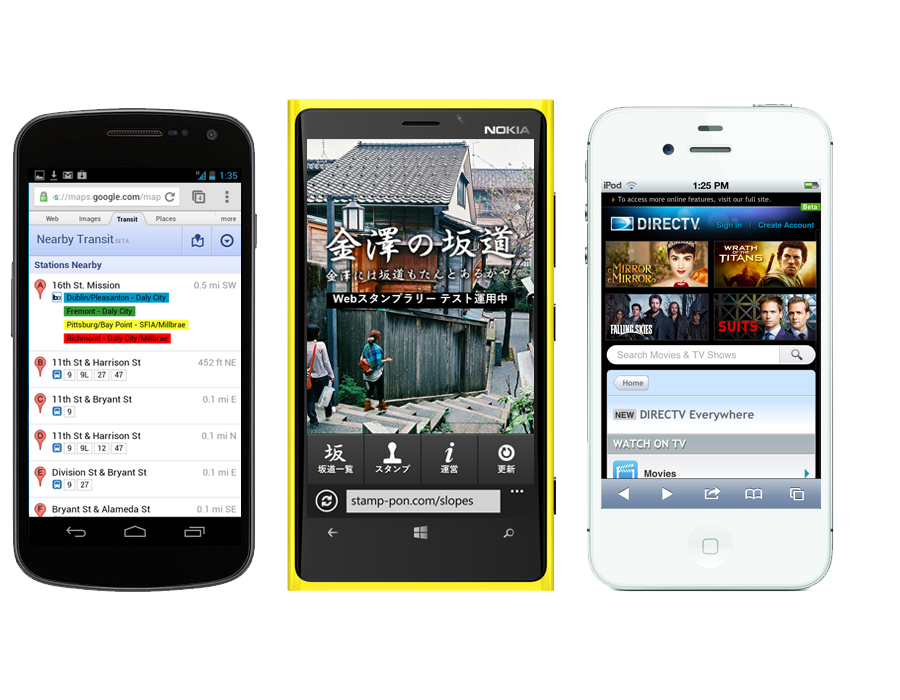 1:35
s://maps.google.com/map
4
Web Images Transit Places more
Nearby Transit BETA
Stations Nearby
A 16th St. Mission 0.5 mi SW
Dublin/Pleasanton - Daly City
Fremont - Daly City
Pittsburg/Bay Point - SFIA/Millbrae
Richmond - Daly City/Millbrae
B 11th St & Harrison St 452 ft NE
9 9L 27 47
C 11th St & Bryant St 0.1 mi E
9
D 11th St & Harrison St 0.1 mi N
9 9L 12 47
E Division St & Bryant St 0.1 mi E
9 27
F Bryant St & Alameda St 0.1 mi SE
NOKIA
金澤の坂道
金澤には坂道もたんとあるがや。
Webスタンプラリー テスト運用中
坂
坂道一覧 スタンプ 運営 更新
stamp-pon.com/slopes
iPod 1:25 PM
To access more online features, visit our full site.
Beta
DIRECTV Sign In | Create Account
MIRROR MIRROR
WRATH OF THE TITANS
FALLING SKIES
SUITS
Search Movies & TV Shows
Home
NEW DIRECTV Everywhere
WATCH ON TV
Movies